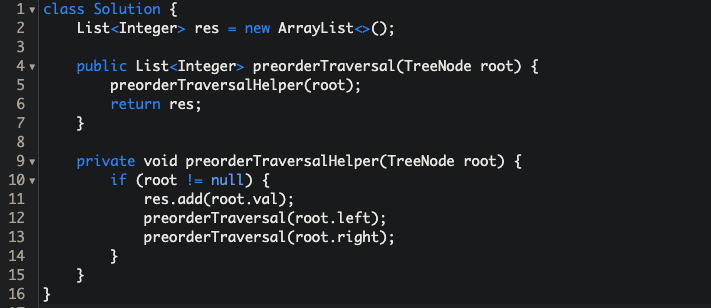 1 class Solution {
2     List<Integer> res = new ArrayList<>();
3
4     public List<Integer> preorderTraversal(TreeNode root) {
5         preorderTraversalHelper(root);
6         return res;
7     }
8
9     private void preorderTraversalHelper(TreeNode root) {
10         if (root != null) {
11             res.add(root.val);
12             preorderTraversal(root.left);
13             preorderTraversal(root.right);
14         }
15     }
16 }